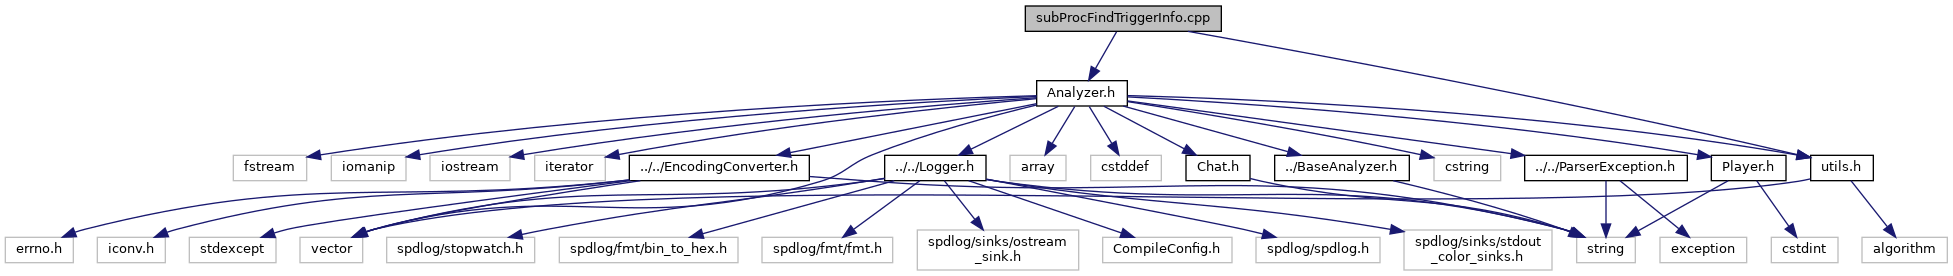 subProcFindTriggerInfo.cpp
Analyzer.h
fstream
iomanip
iostream
iterator
../../EncodingConverter.h
../../Logger.h
array
cstddef
Chat.h
../BaseAnalyzer.h
cstring
../../ParserException.h
Player.h
utils.h
errno.h
iconv.h
stdexcept
vector
spdlog/stopwatch.h
spdlog/fmt/bin_to_hex.h
spdlog/fmt/fmt.h
spdlog/sinks/ostream
_sink.h
CompileConfig.h
spdlog/spdlog.h
spdlog/sinks/stdout
_color_sinks.h
string
exception
cstdint
algorithm